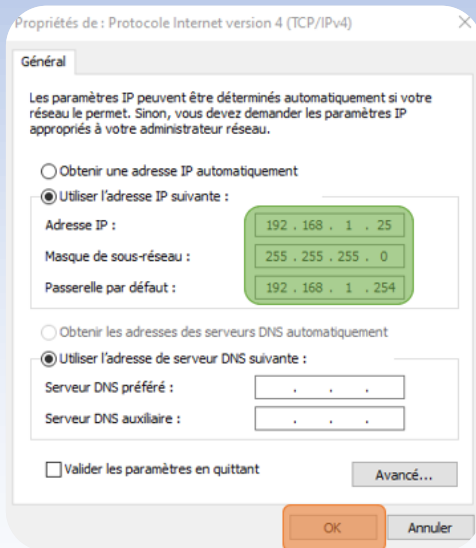 Propriétés de : Protocole Internet version 4 (TCP/IPv4)
Général
Les paramètres IP peuvent être déterminés automatiquement si votre
réseau le permet. Sinon, vous devez demander les paramètres IP
appropriés à votre administrateur réseau.
Obtenir une adresse IP automatiquement
Utiliser l'adresse IP suivante :
Adresse IP : 192 . 168 . 1 . 25
Masque de sous-réseau : 255 . 255 . 255 . 0
Passerelle par défaut : 192 . 168 . 1 . 254
Obtenir les adresses des serveurs DNS automatiquement
Utiliser l'adresse de serveur DNS suivante :
Serveur DNS préféré : . . .
Serveur DNS auxiliaire : . . .
Valider les paramètres en quittant
Avancé...
OK Annuler